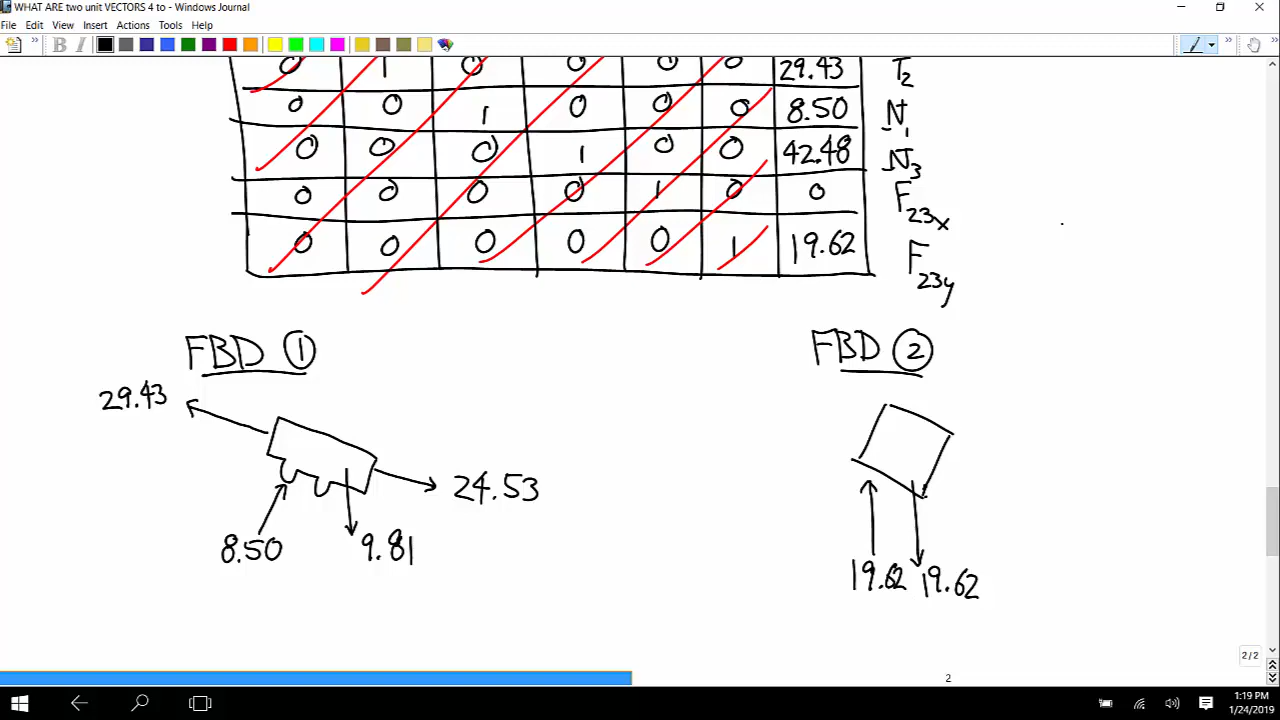 WHAT ARE two unit VECTORS 4 to - Windows Journal
File Edit View Insert Actions Tools Help
B I
0 1 0 0 0 0 29.43 T2
0 0 1 0 0 0 8.50 N1
0 0 0 1 0 0 42.48 N3
0 0 0 0 1 0 0 F23x
0 0 0 0 0 1 19.62 F23y
FBD ①
FBD ②
29.43
24.53
8.50
9.81
19.62
19.62
2/2
2
1:19 PM
1/24/2019